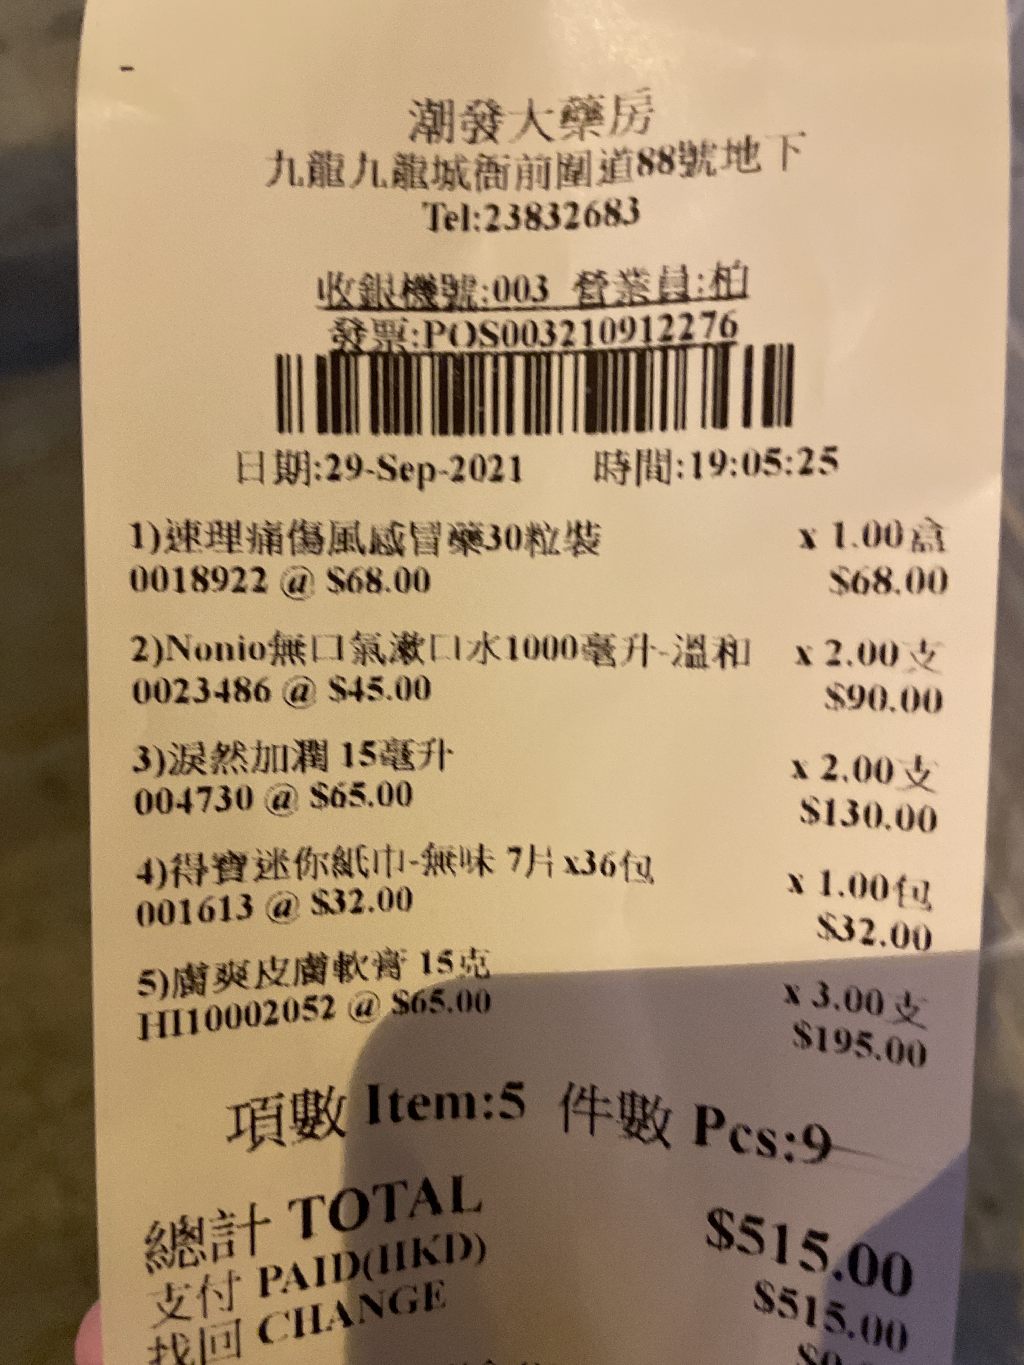 潮發大藥房
九龍九龍城衙前圍道88號地下
Tel:23832683
收銀機號:003 營業員:柏
發票:POS003210912276
日期:29-Sep-2021 時間:19:05:25
1)速理痛傷風感冒藥30粒裝 x 1.00盒
0018922 @ $68.00 $68.00
2)Nonio無口氣漱口水1000毫升-溫和 x 2.00支
0023486 @ $45.00 $90.00
3)淚然加潤 15毫升 x 2.00支
004730 @ $65.00 $130.00
4)得寶迷你紙巾-無味 7片x36包 x 1.00包
001613 @ $32.00 $32.00
5)膚爽皮膚軟膏 15克 x 3.00支
HI10002052 @ $65.00 $195.00
項數 Item:5 件數 Pcs:9
總計 TOTAL $515.00
支付 PAID(HKD) $515.00
找回 CHANGE